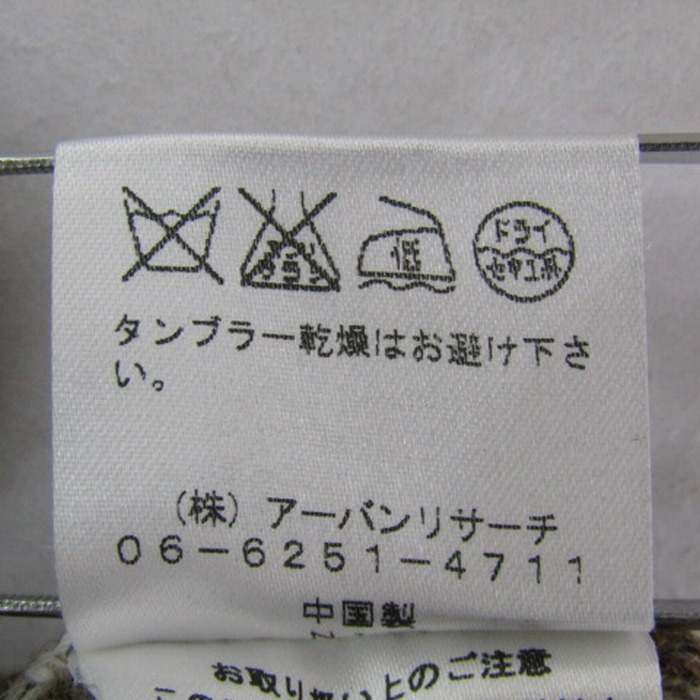 低
ドライ
セキユ系
タンブラー乾燥はお避け下さ
い。
(株) アーバンリサーチ
06-6251-4711
中国製
お取り扱い上のご注意
この